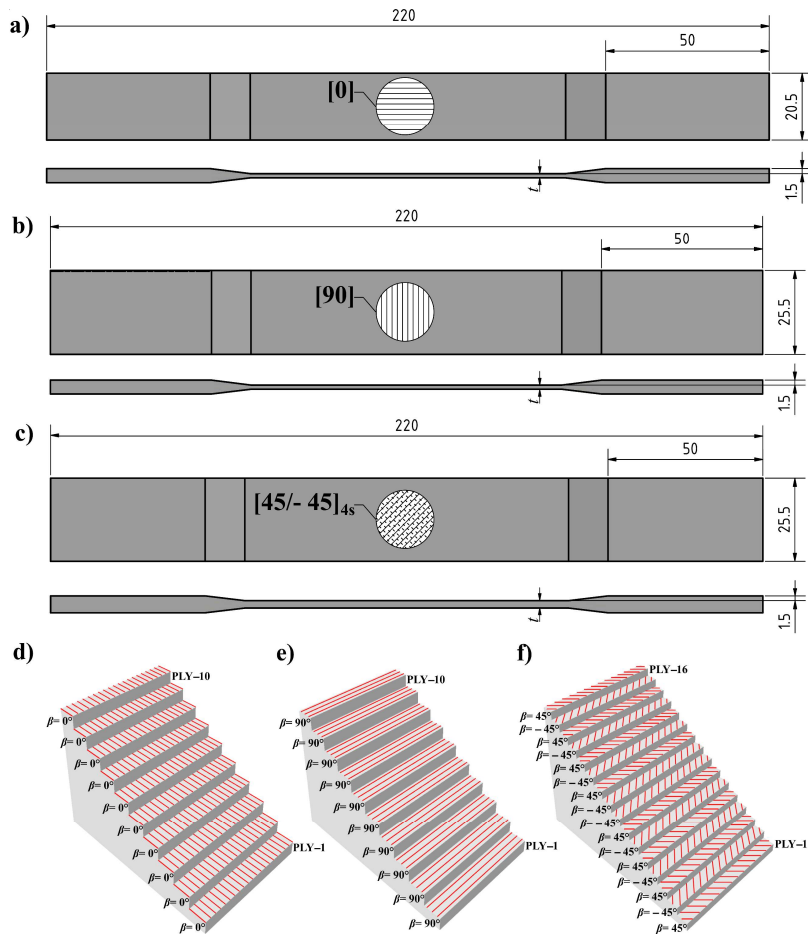 a)
220
50
[0]
20.5
t
1.5
b)
220
50
[90]
25.5
t
1.5
c)
220
50
[45/- 45]4s
25.5
t
1.5
d)
PLY–10
β= 0°
β= 0°
β= 0°
β= 0°
β= 0°
β= 0°
β= 0°
β= 0°
β= 0°
β= 0°
PLY–1
e)
PLY–10
β= 90°
β= 90°
β= 90°
β= 90°
β= 90°
β= 90°
β= 90°
β= 90°
β= 90°
β= 90°
PLY–1
f)
PLY–16
β= 45°
β= – 45°
β= 45°
β= – 45°
β= 45°
β= – 45°
β= 45°
β= – 45°
β= – 45°
β= 45°
β= – 45°
β= 45°
β= – 45°
β= 45°
β= – 45°
β= 45°
PLY–1